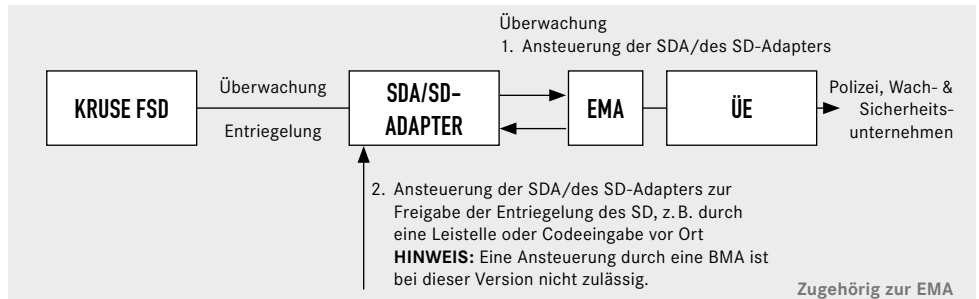 Überwachung
1. Ansteuerung der SDA/des SD-Adapters
KRUSE FSD
Überwachung
Entriegelung
SDA/SD-
ADAPTER
EMA
ÜE
Polizei, Wach- &
Sicherheits-
unternehmen
2. Ansteuerung der SDA/des SD-Adapters zur
Freigabe der Entriegelung des SD, z. B. durch
eine Leistelle oder Codeeingabe vor Ort
HINWEIS: Eine Ansteuerung durch eine BMA ist
bei dieser Version nicht zulässig.
Zugehörig zur EMA